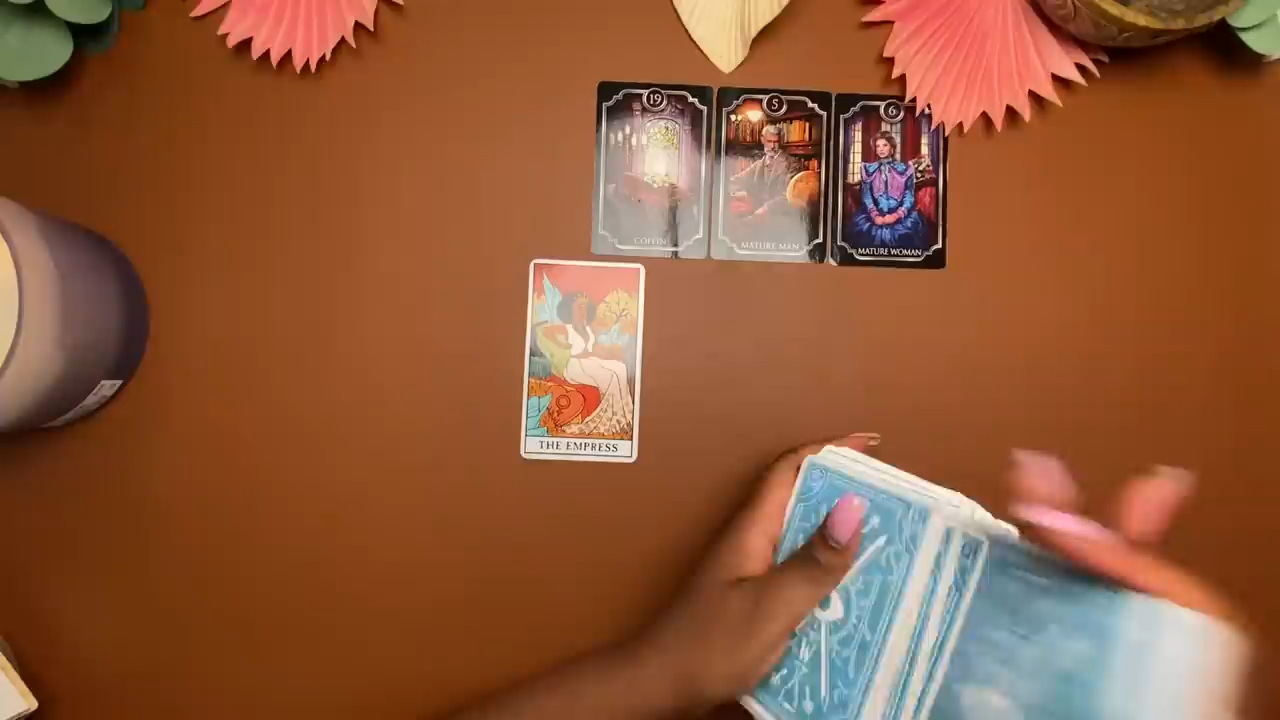 19
COFFIN
5
MATURE MAN
6
MATURE WOMAN
THE EMPRESS